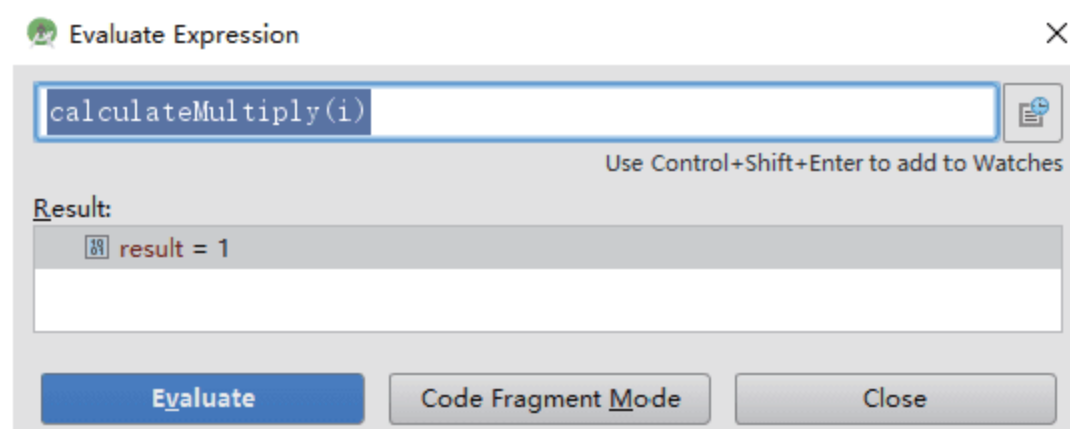 Evaluate Expression
calculateMultiply(i)
Use Control+Shift+Enter to add to Watches
Result:
result = 1
Evaluate
Code Fragment Mode
Close